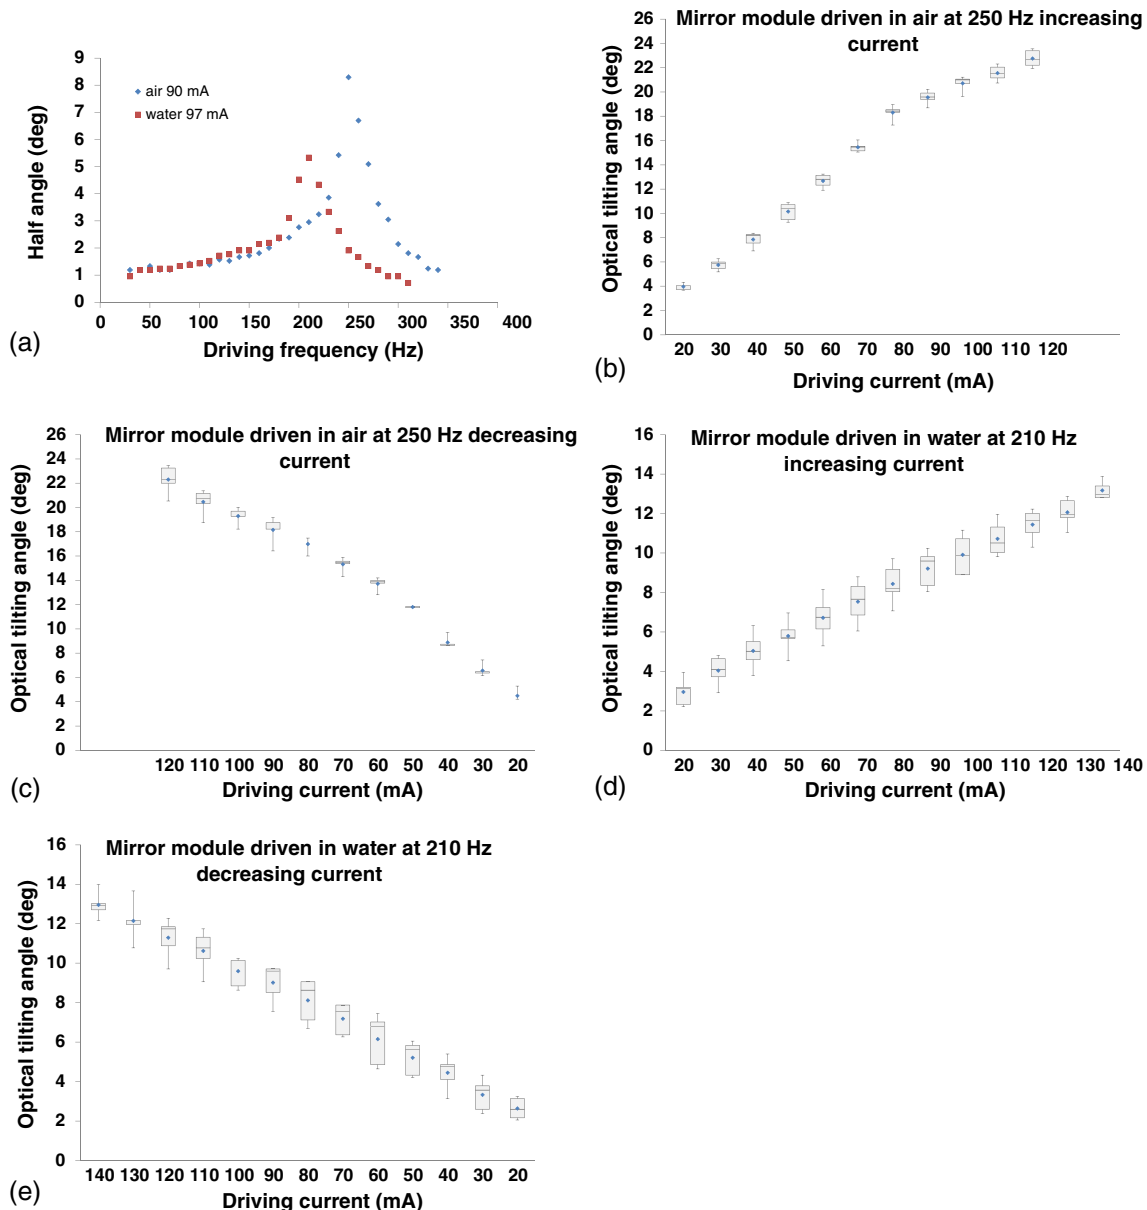 9
8
7
6
5
4
3
2
1
0
Half angle (deg)
air 90 mA
water 97 mA
0 50 100 200 200 300 300 350 400
Driving frequency (Hz)
(a)
Mirror module driven in air at 250 Hz increasing
current
26
24
22
20
18
16
14
12
10
8
6
4
2
0
Optical tilting angle (deg)
20 30 40 50 60 70 80 90 100 110 120
Driving current (mA)
(b)
Mirror module driven in air at 250 Hz decreasing
current
26
24
22
20
18
16
14
12
10
8
6
4
2
0
Optical tilting angle (deg)
120 110 100 90 80 70 60 50 40 30 20
Driving current (mA)
(c)
Mirror module driven in water at 210 Hz
increasing current
16
14
12
10
8
6
4
2
0
Optical tilting angle (deg)
20 30 40 50 60 70 80 90 100 110 120 130 140
Driving current (mA)
(d)
Mirror module driven in water at 210 Hz
decreasing current
16
14
12
10
8
6
4
2
0
Optical tilting angle (deg)
140 130 120 110 100 90 80 70 60 50 40 30 20
Driving current (mA)
(e)